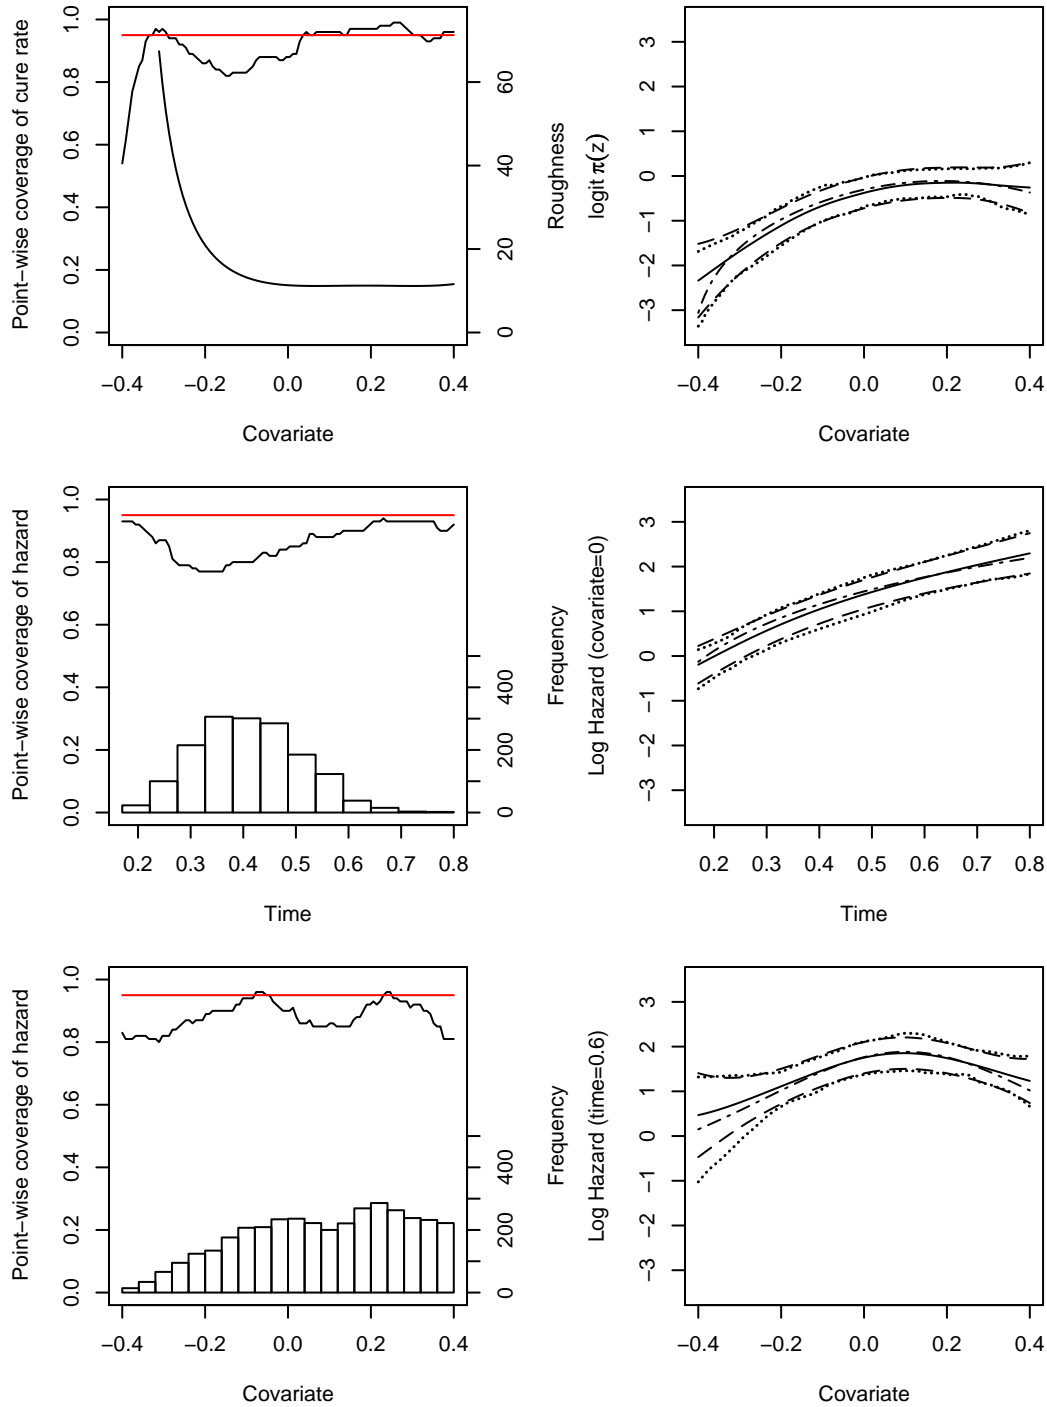 Point−wise coverage of cure rate
0.0 0.2 0.4 0.6 0.8 1.0
0 20 40 60
Roughness
−0.4 −0.2 0.0 0.2 0.4
Covariate
logit π(z)
−3 −2 −1 0 1 2 3
−0.4 −0.2 0.0 0.2 0.4
Covariate
Point−wise coverage of hazard
0.0 0.2 0.4 0.6 0.8 1.0
0 200 400
Frequency
0.2 0.3 0.4 0.5 0.6 0.7 0.8
Time
Log Hazard (covariate=0)
−3 −2 −1 0 1 2 3
0.2 0.3 0.4 0.5 0.6 0.7 0.8
Time
Point−wise coverage of hazard
0.0 0.2 0.4 0.6 0.8 1.0
0 200 400
Frequency
−0.4 −0.2 0.0 0.2 0.4
Covariate
Log Hazard (time=0.6)
−3 −2 −1 0 1 2 3
−0.4 −0.2 0.0 0.2 0.4
Covariate